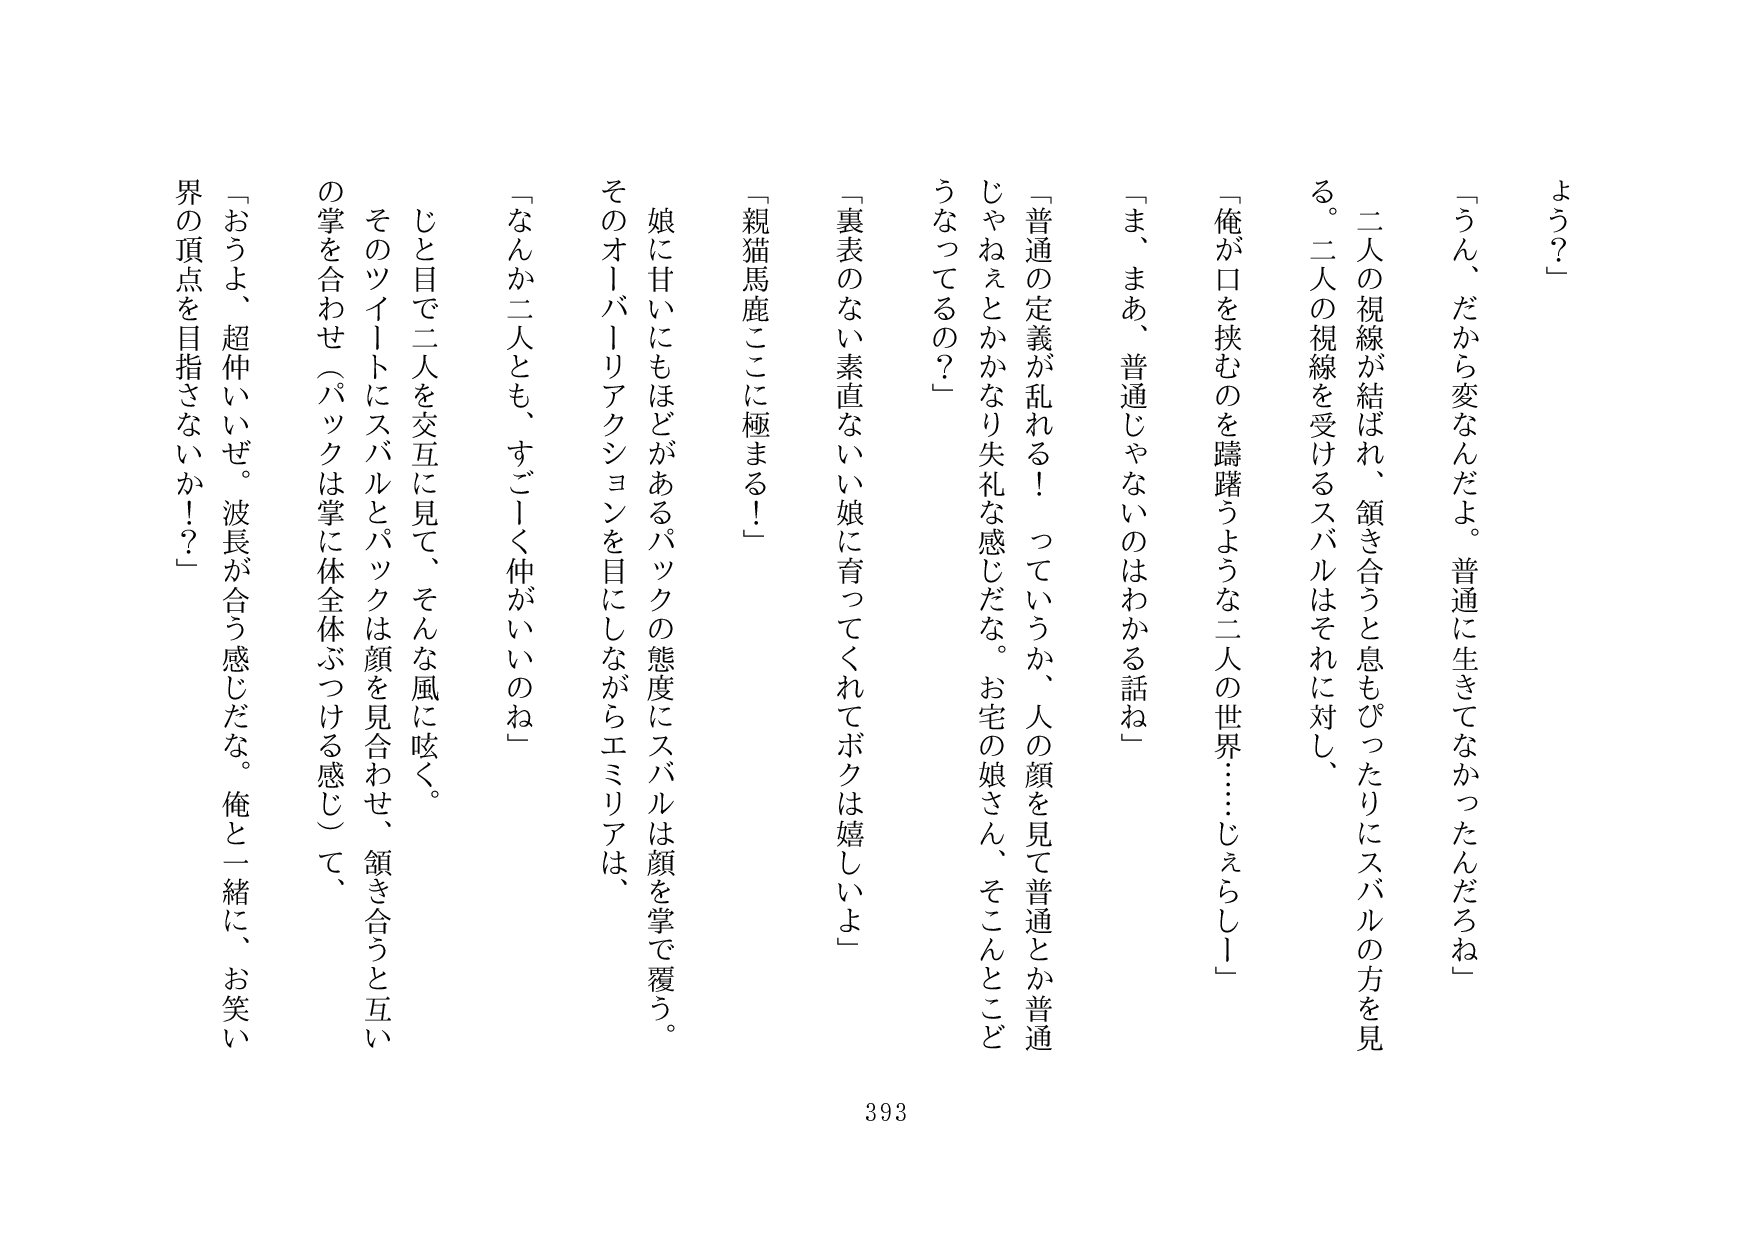 よう？」
「うん、だから変なんだよ。普通に生きてなかったんだろね」
　二人の視線が結ばれ、頷き合うと息もぴったりにスバルの方を見
る。二人の視線を受けるスバルはそれに対し、
「俺が口を挟むのを躊躇うような二人の世界……じぇらしー」
「ま、まあ、普通じゃないのはわかる話ね」
「普通の定義が乱れる！　っていうか、人の顔を見て普通とか普通
じゃねぇとかかなり失礼な感じだな。お宅の娘さん、そこんとこど
うなってるの？」
「裏表のない素直ないい娘に育ってくれてボクは嬉しいよ」
「親猫馬鹿ここに極まる！」
　娘に甘いにもほどがあるパックの態度にスバルは顔を掌で覆う。
そのオーバーリアクションを目にしながらエミリアは、
「なんか二人とも、すごーく仲がいいのね」
　じと目で二人を交互に見て、そんな風に呟く。
　そのツイートにスバルとパックは顔を見合わせ、頷き合うと互い
の掌を合わせ（パックは掌に体全体ぶつける感じ）て、
「おうよ、超仲いいぜ。波長が合う感じだな。俺と一緒に、お笑い
界の頂点を目指さないか！？」
393